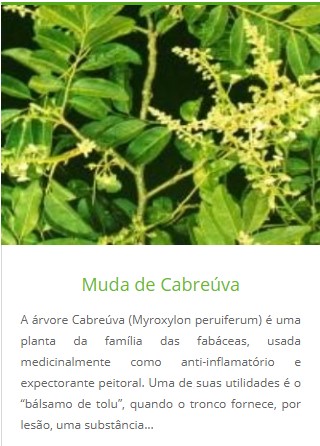 Muda de Cabreúva
A árvore Cabreúva (Myroxylon peruiferum) é uma
planta da família das fabáceas, usada
medicinalmente como anti-inflamatório e
expectorante peitoral. Uma de suas utilidades é o
“bálsamo de tolu”, quando o tronco fornece, por
lesão, uma substância...